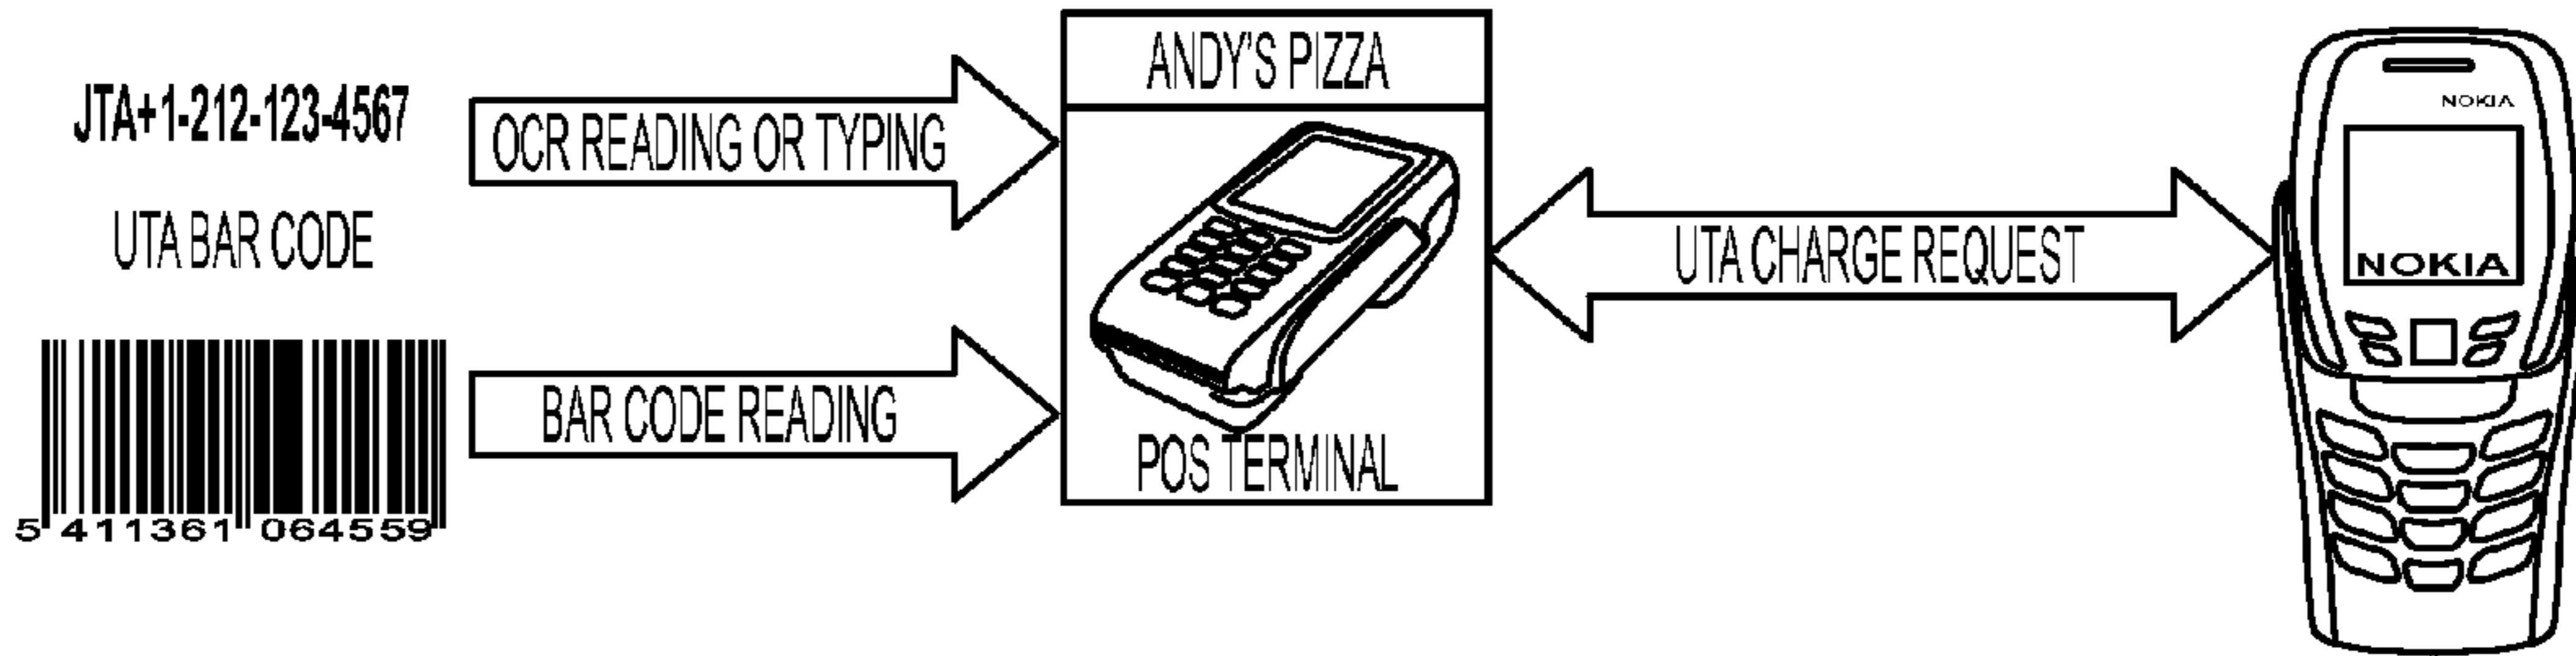 JTA+1-212-123-4567
UTA BAR CODE
5 411361 064559
OCR READING OR TYPING
BAR CODE READING
ANDY'S PIZZA
POS TERMINAL
UTA CHARGE REQUEST
NOKIA
NOKIA